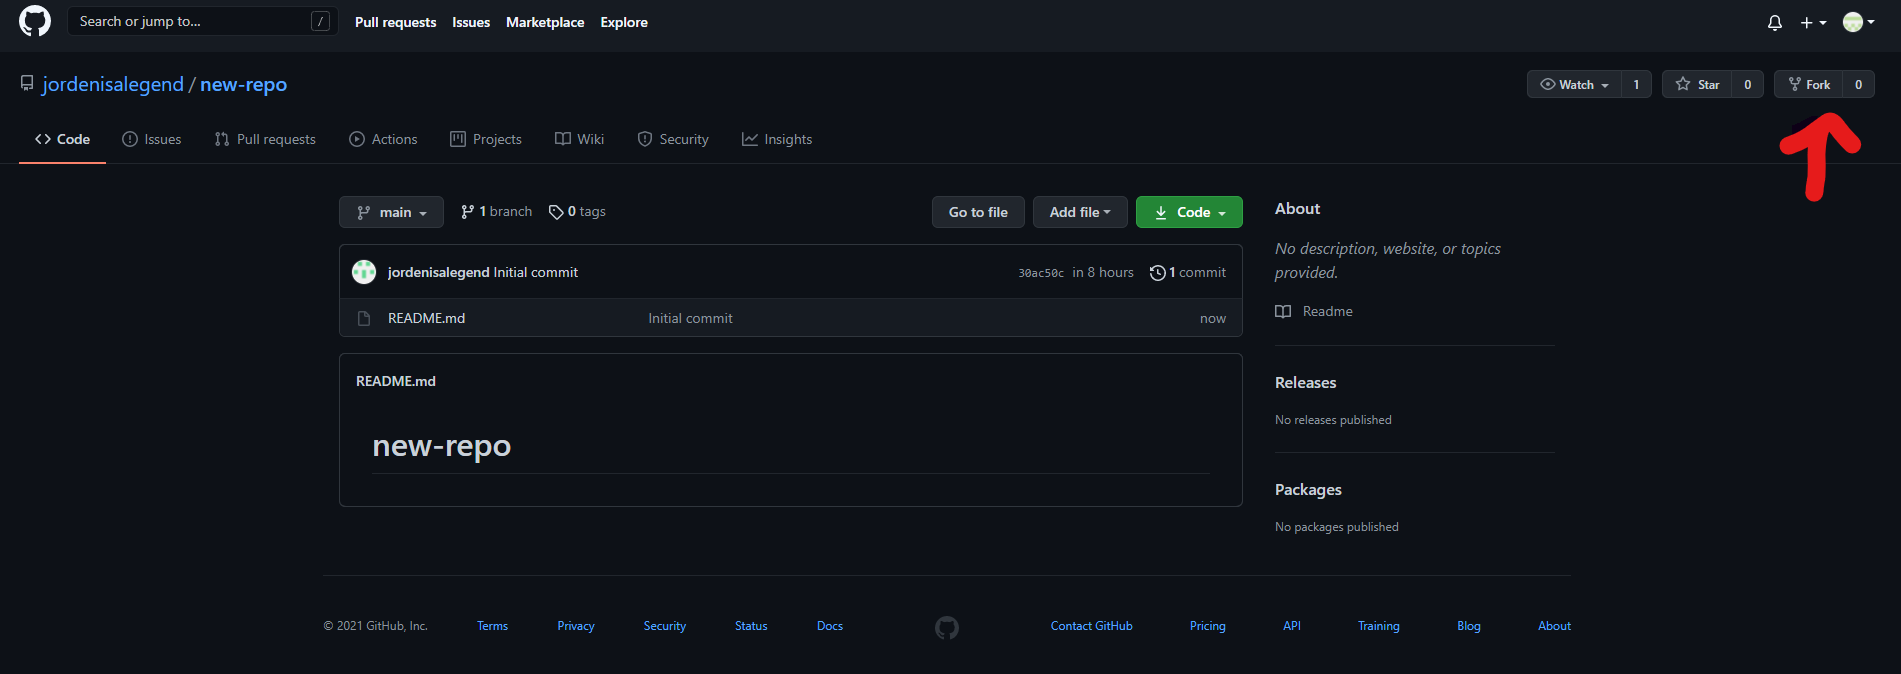 Search or jump to... /
Pull requests Issues Marketplace Explore
jordenisalegend / new-repo
Watch 1 Star 0 Fork 0
Code Issues Pull requests Actions Projects Wiki Security Insights
main 1 branch 0 tags
Go to file Add file Code
jordenisalegend Initial commit 30ac50c in 8 hours 1 commit
README.md Initial commit now
README.md
new-repo
About
No description, website, or topics
provided.
Readme
Releases
No releases published
Packages
No packages published
© 2021 GitHub, Inc. Terms Privacy Security Status Docs Contact GitHub Pricing API Training Blog About